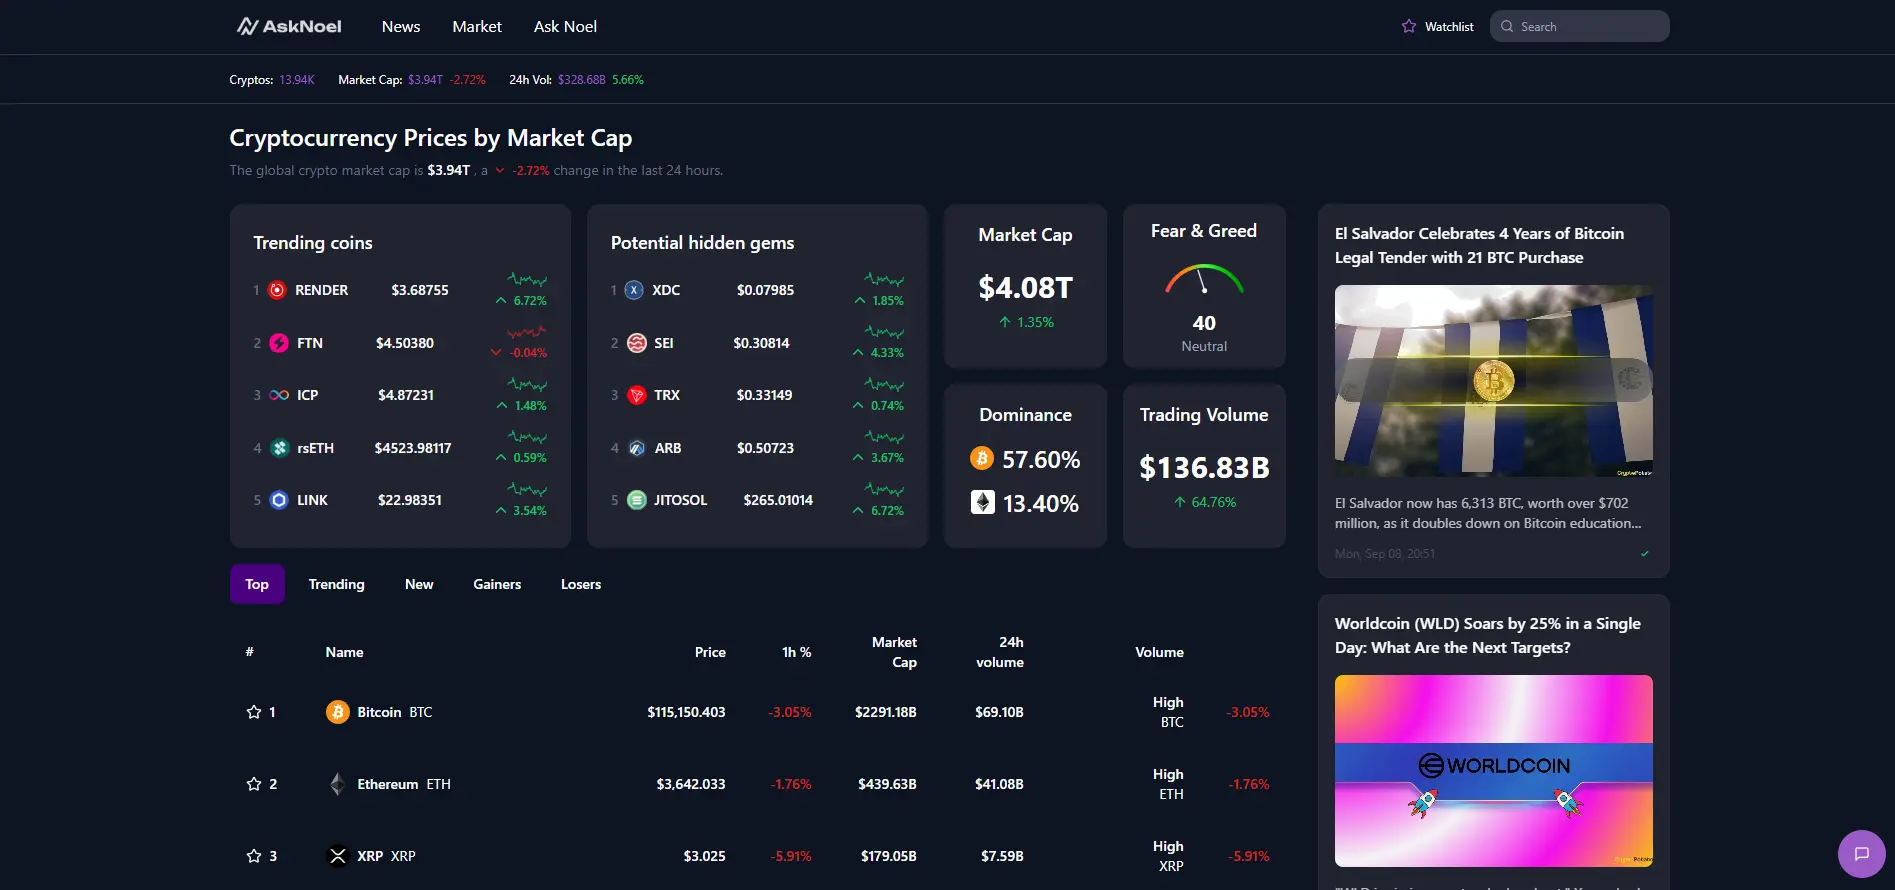 AskNoel
News
Market
Ask Noel
Watchlist
Search
Cryptos: 13.94K
Market Cap: $3.94T -2.72%
24h Vol: $328.68B 5.66%
Cryptocurrency Prices by Market Cap
The global crypto market cap is $3.94T , a -2.72% change in the last 24 hours.
Trending coins
1 RENDER $3.68755 6.72%
2 FTN $4.50380 -0.04%
3 ICP $4.87231 1.48%
4 rsETH $4523.98117 0.59%
5 LINK $22.98351 3.54%
Potential hidden gems
1 XDC $0.07985 1.85%
2 SEI $0.30814 4.33%
3 TRX $0.33149 0.74%
4 ARB $0.50723 3.67%
5 JITOSOL $265.01014 6.72%
Market Cap
$4.08T
1.35%
Fear & Greed
40
Neutral
Dominance
57.60%
13.40%
Trading Volume
$136.83B
64.76%
Top
Trending
New
Gainers
Losers
# Name Price 1h % Market Cap 24h volume Volume
1 Bitcoin BTC $115,150.403 -3.05% $2291.18B $69.10B High BTC -3.05%
2 Ethereum ETH $3,642.033 -1.76% $439.63B $41.08B High ETH -1.76%
3 XRP XRP $3.025 -5.91% $179.05B $7.59B High XRP -5.91%
El Salvador Celebrates 4 Years of Bitcoin
Legal Tender with 21 BTC Purchase
El Salvador now has 6,313 BTC, worth over $702
million, as it doubles down on Bitcoin education...
Mon, Sep 08, 20:51
Worldcoin (WLD) Soars by 25% in a Single
Day: What Are the Next Targets?
WORLDCOIN